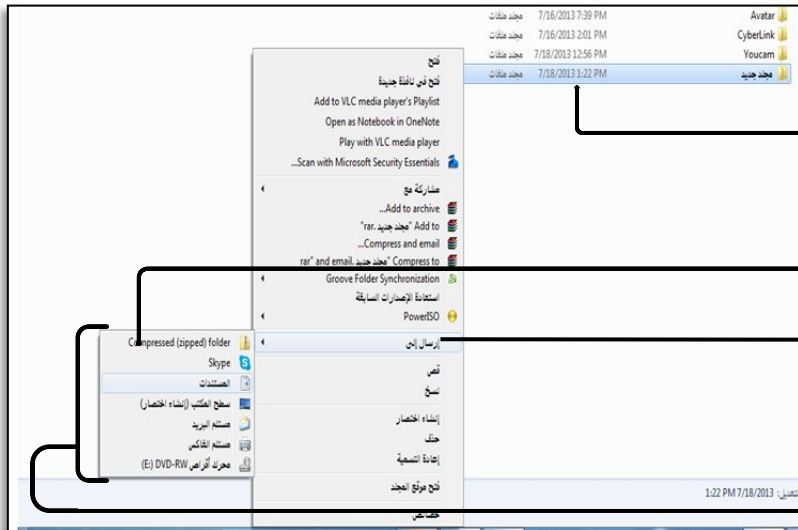 Avatar 7/16/2013 7:39 PM مجلد ملفات
CyberLink 7/16/2013 2:01 PM مجلد ملفات
Youcam 7/18/2013 12:56 PM مجلد ملفات
مجلد جديد 7/18/2013 1:22 PM مجلد ملفات
فتح
فتح في نافذة جديدة
Add to VLC media player's Playlist
Open as Notebook in OneNote
Play with VLC media player
...Scan with Microsoft Security Essentials
مشاركة مع
...Add to archive
"rar. مجلد جديد" Add to
...Compress and email
rar" and email. مجلد جديد" Compress to
Groove Folder Synchronization
استعادة الإصدارات السابقة
PowerISO
إرسال إلى
Compressed (zipped) folder
Skype
المستندات
سطح المكتب (إنشاء اختصار)
مستلم البريد
مستلم الفاكس
محرك أقراص DVD-RW (E:)
قص
نسخ
إنشاء اختصار
حذف
إعادة التسمية
فتح موقع المجلد
خصائص
1:22 PM 7/18/2013